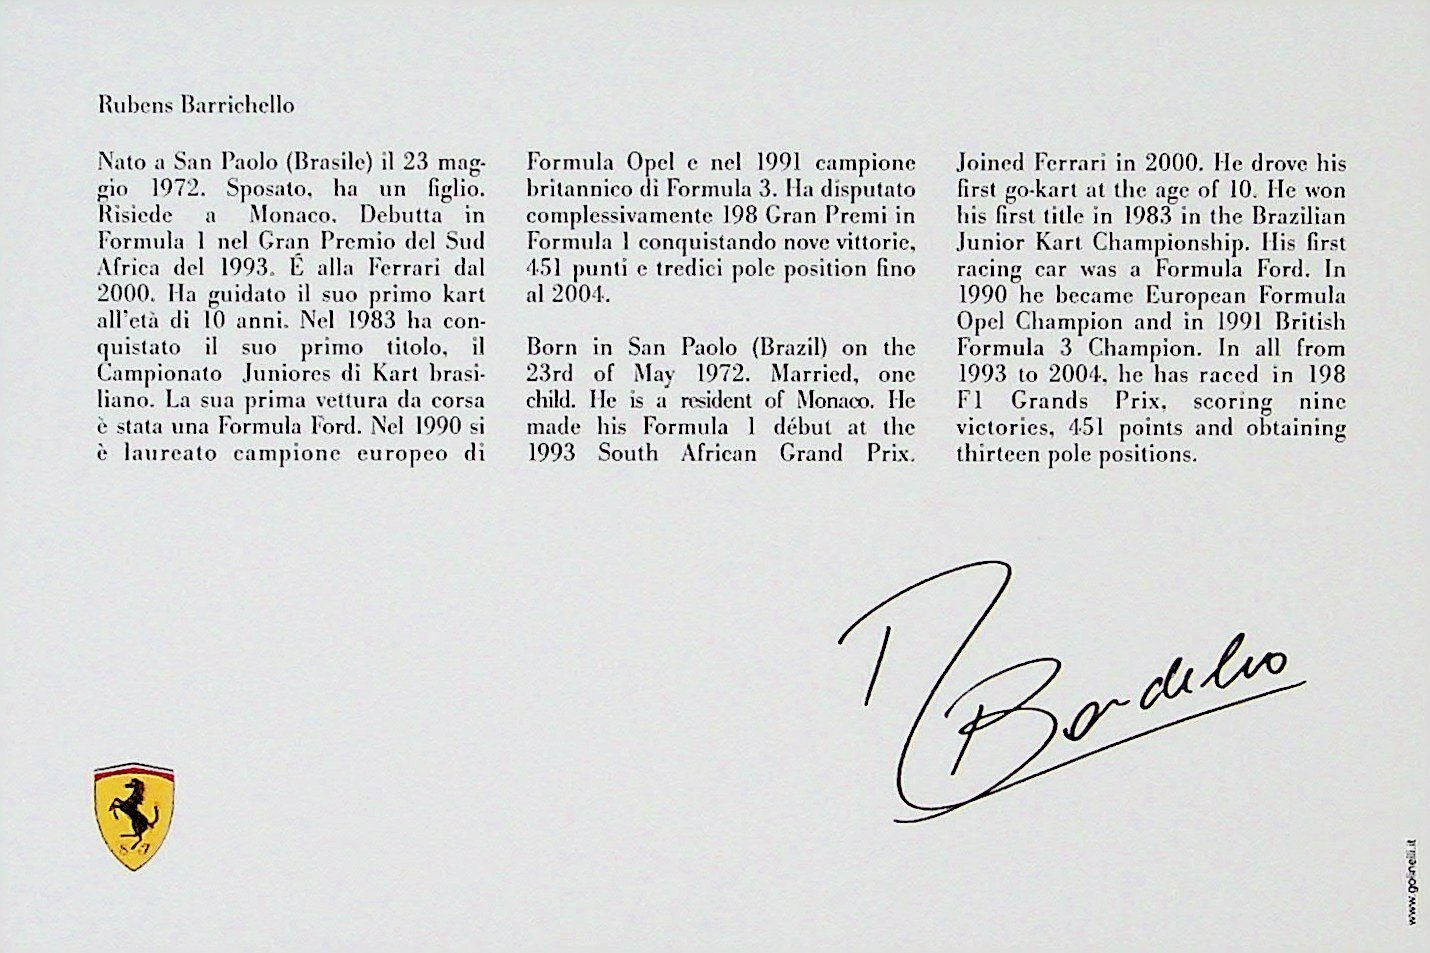 Rubens Barrichello
Nato a San Paolo (Brasile) il 23 mag-
gio 1972. Sposato, ha un figlio.
Risiede a Monaco. Debutta in
Formula 1 nel Gran Premio del Sud
Africa del 1993. É alla Ferrari dal
2000. Ha guidato il suo primo kart
all'età di 10 anni. Nel 1983 ha con-
quistato il suo primo titolo, il
Campionato Juniores di Kart brasi-
liano. La sua prima vettura da corsa
è stata una Formula Ford. Nel 1990 si
è laureato campione europeo di
Formula Opel e nel 1991 campione
britannico di Formula 3. Ha disputato
complessivamente 198 Gran Premi in
Formula 1 conquistando nove vittorie,
451 punti e tredici pole position fino
al 2004.
Born in San Paolo (Brazil) on the
23rd of May 1972. Married, one
child. He is a resident of Monaco. He
made his Formula 1 début at the
1993 South African Grand Prix.
Joined Ferrari in 2000. He drove his
first go-kart at the age of 10. He won
his first title in 1983 in the Brazilian
Junior Kart Championship. His first
racing car was a Formula Ford. In
1990 he became European Formula
Opel Champion and in 1991 British
Formula 3 Champion. In all from
1993 to 2004, he has raced in 198
F1 Grands Prix, scoring nine
victories, 451 points and obtaining
thirteen pole positions.
www.golinelli.it